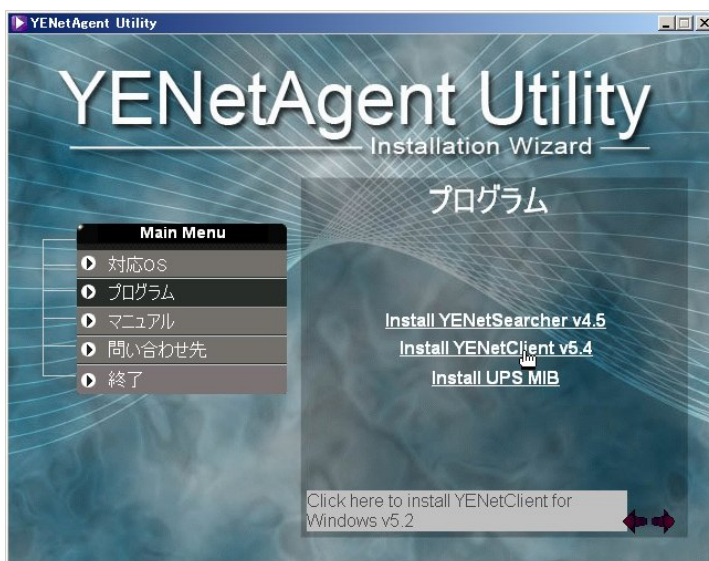 YENetAgent Utility
YENetAgent Utility
Installation Wizard
プログラム
Main Menu
対応OS
プログラム
マニュアル
問い合わせ先
終了
Install YENetSearcher v4.5
Install YENetClient v5.4
Install UPS MIB
Click here to install YENetClient for
Windows v5.2